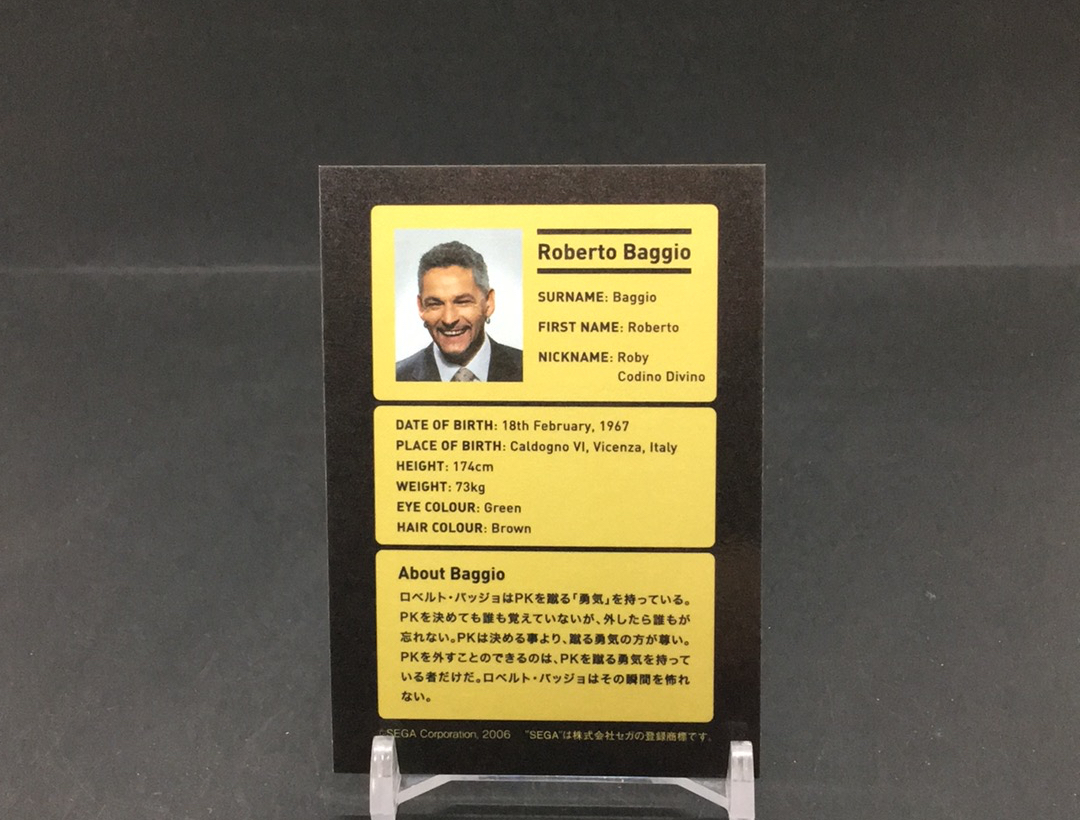 Roberto Baggio
SURNAME: Baggio
FIRST NAME: Roberto
NICKNAME: Roby
Codino Divino
DATE OF BIRTH: 18th February, 1967
PLACE OF BIRTH: Caldogno VI, Vicenza, Italy
HEIGHT: 174cm
WEIGHT: 73kg
EYE COLOUR: Green
HAIR COLOUR: Brown
About Baggio
ロベルト・バッジョはPKを蹴る「勇気」を持っている。
PKを決めても誰も覚えていないが、外したら誰もが
忘れない。PKは決める事より、蹴る勇気の方が尊い。
PKを外すことのできるのは、PKを蹴る勇気を持って
いる者だけだ。ロベルト・バッジョはその瞬間を怖れ
ない。
©SEGA Corporation, 2006 "SEGA"は株式会社セガの登録商標です。